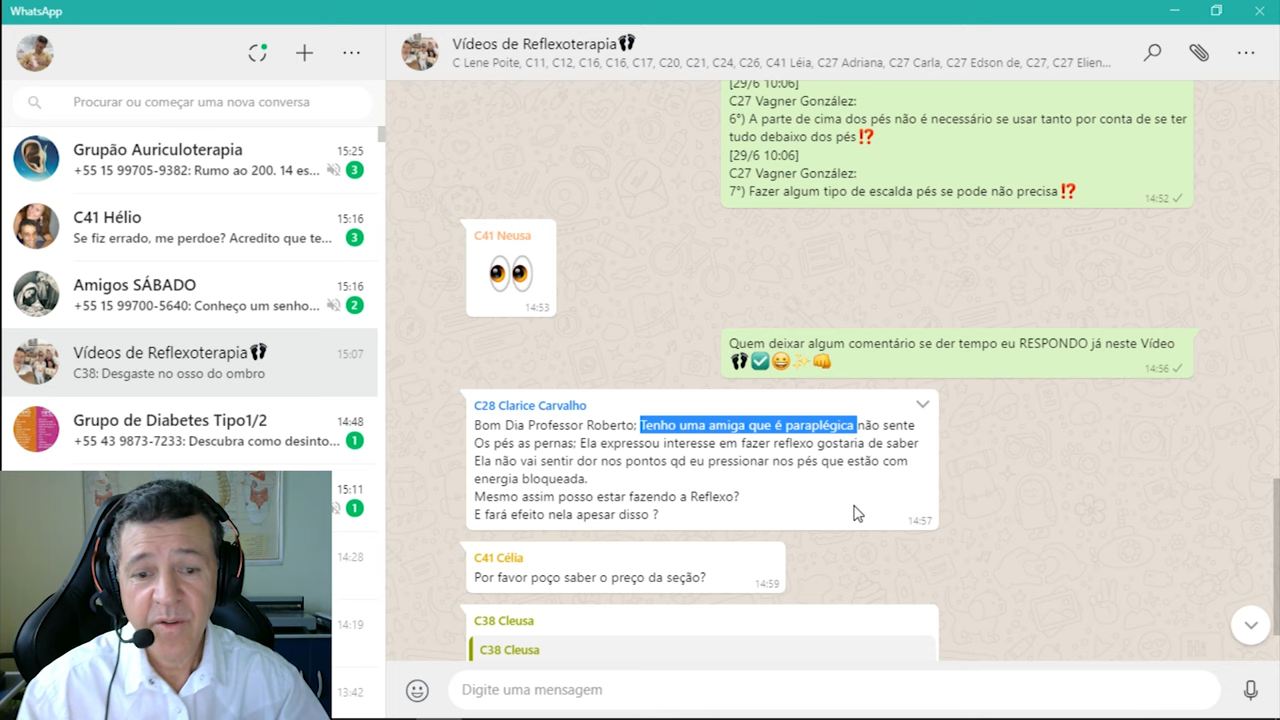 WhatsApp
Procurar ou começar uma nova conversa
Grupão Auriculoterapia
15:25
+55 15 99705-9382: Rumo ao 200. 14 es...
3
C41 Hélio
15:16
Se fiz errado, me perdoe? Acredito que te...
3
Amigos SÁBADO
15:16
+55 15 99700-5640: Conheço um senho...
2
Vídeos de Reflexoterapia👣
15:07
C38: Desgaste no osso do ombro
Grupo de Diabetes Tipo1/2
14:48
+55 43 9873-7233: Descubra como desinto...
1
15:11
1
14:28
14:19
13:42
Vídeos de Reflexoterapia👣
C Lene Poite, C11, C12, C16, C16, C17, C20, C21, C24, C26, C41 Léia, C27 Adriana, C27 Carla, C27 Edson de, C27, C27 Elien...
[29/6 10:06]
C27 Vagner González:
6°) A parte de cima dos pés não é necessário se usar tanto por conta de se ter
tudo debaixo dos pés⁉️
[29/6 10:06]
C27 Vagner González:
7°) Fazer algum tipo de escalda pés se pode não precisa⁉️
14:52
C41 Neusa
👀
14:53
Quem deixar algum comentário se der tempo eu RESPONDO já neste Vídeo
👣✅😀✨👊
14:56
C28 Clarice Carvalho
Bom Dia Professor Roberto; Tenho uma amiga que é paraplégica não sente
Os pés as pernas; Ela expressou interesse em fazer reflexo gostaria de saber
Ela não vai sentir dor nos pontos qd eu pressionar nos pés que estão com
energia bloqueada.
Mesmo assim posso estar fazendo a Reflexo?
E fará efeito nela apesar disso ?
14:57
C41 Célia
Por favor poço saber o preço da seção?
14:59
C38 Cleusa
C38 Cleusa
Digite uma mensagem